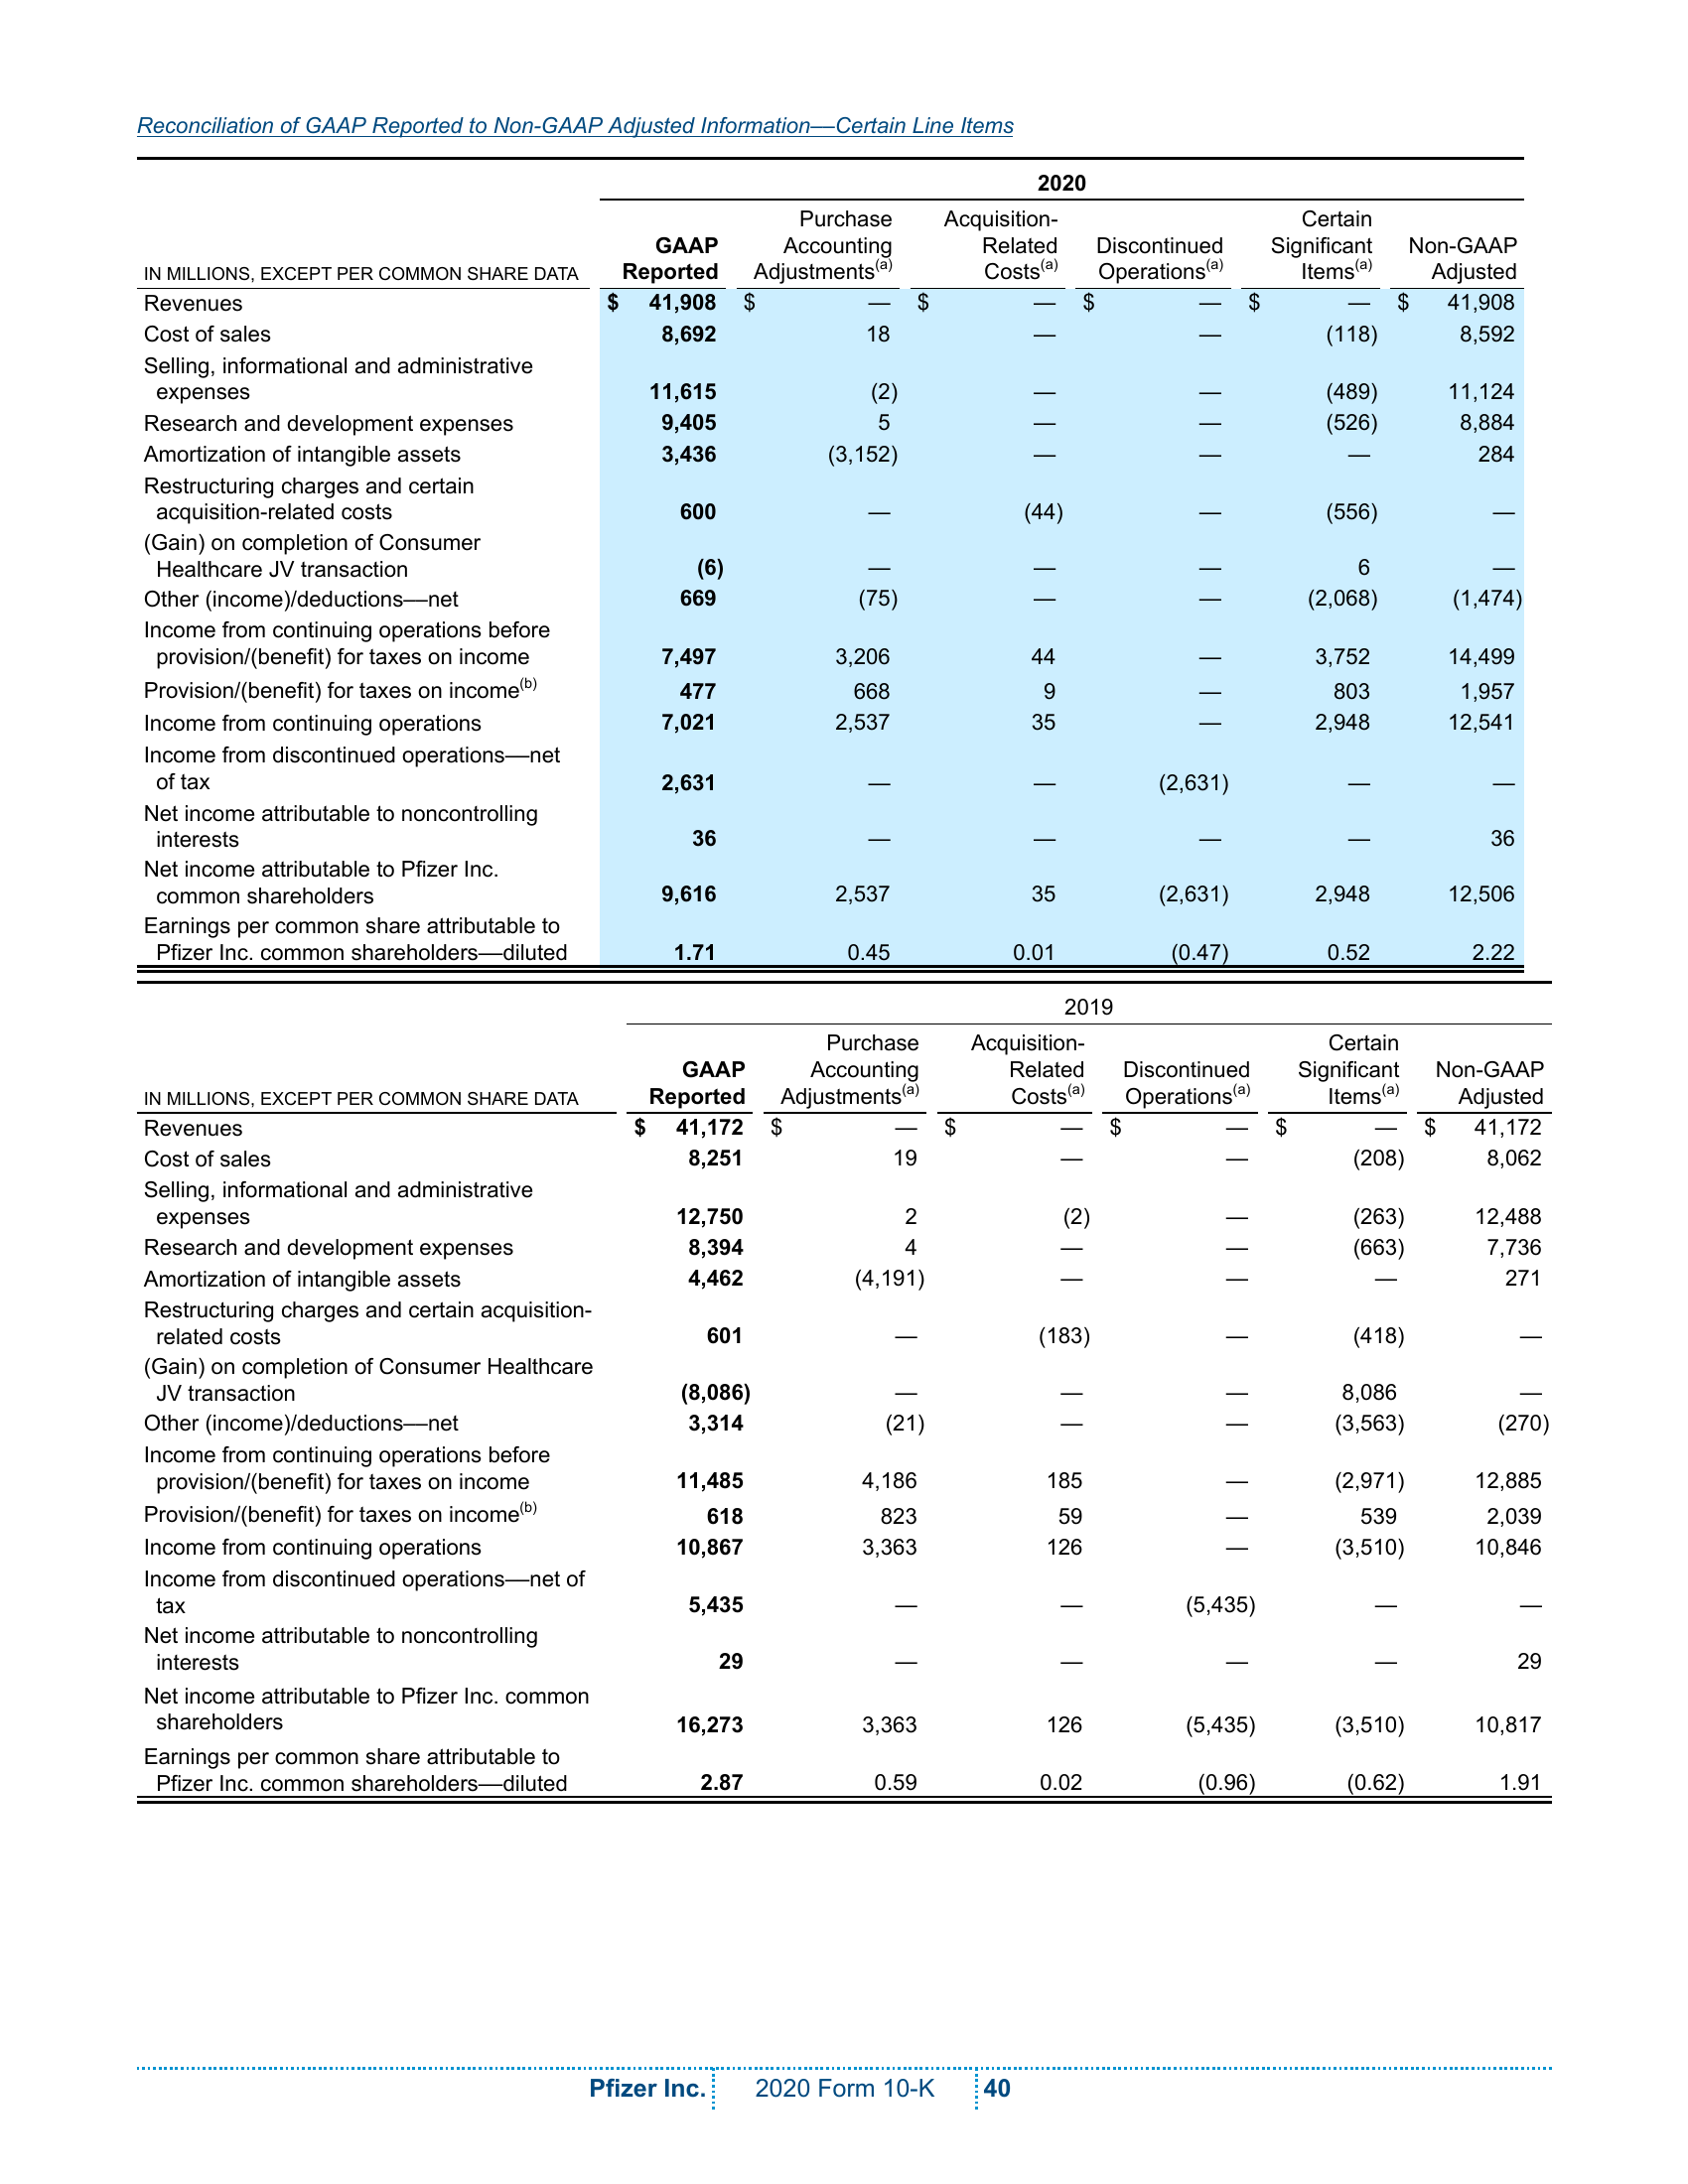 Reconciliation of GAAP Reported to Non-GAAP Adjusted Information––Certain Line Items
2020
IN MILLIONS, EXCEPT PER COMMON SHARE DATA GAAP Reported Purchase Accounting Adjustments(a) Acquisition-Related Costs(a) Discontinued Operations(a) Certain Significant Items(a) Non-GAAP Adjusted
Revenues $ 41,908 $ — $ — $ — $ — $ 41,908
Cost of sales 8,692 18 — — (118) 8,592
Selling, informational and administrative
expenses 11,615 (2) — — (489) 11,124
Research and development expenses 9,405 5 — — (526) 8,884
Amortization of intangible assets 3,436 (3,152) — — — 284
Restructuring charges and certain
acquisition-related costs 600 — (44) — (556) —
(Gain) on completion of Consumer
Healthcare JV transaction (6) — — — 6 —
Other (income)/deductions––net 669 (75) — — (2,068) (1,474)
Income from continuing operations before
provision/(benefit) for taxes on income 7,497 3,206 44 — 3,752 14,499
Provision/(benefit) for taxes on income(b) 477 668 9 — 803 1,957
Income from continuing operations 7,021 2,537 35 — 2,948 12,541
Income from discontinued operations––net
of tax 2,631 — — (2,631) — —
Net income attributable to noncontrolling
interests 36 — — — — 36
Net income attributable to Pfizer Inc.
common shareholders 9,616 2,537 35 (2,631) 2,948 12,506
Earnings per common share attributable to
Pfizer Inc. common shareholders––diluted 1.71 0.45 0.01 (0.47) 0.52 2.22
2019
IN MILLIONS, EXCEPT PER COMMON SHARE DATA GAAP Reported Purchase Accounting Adjustments(a) Acquisition-Related Costs(a) Discontinued Operations(a) Certain Significant Items(a) Non-GAAP Adjusted
Revenues $ 41,172 $ — $ — $ — $ — $ 41,172
Cost of sales 8,251 19 — — (208) 8,062
Selling, informational and administrative
expenses 12,750 2 (2) — (263) 12,488
Research and development expenses 8,394 4 — — (663) 7,736
Amortization of intangible assets 4,462 (4,191) — — — 271
Restructuring charges and certain acquisition-
related costs 601 — (183) — (418) —
(Gain) on completion of Consumer Healthcare
JV transaction (8,086) — — — 8,086 —
Other (income)/deductions––net 3,314 (21) — — (3,563) (270)
Income from continuing operations before
provision/(benefit) for taxes on income 11,485 4,186 185 — (2,971) 12,885
Provision/(benefit) for taxes on income(b) 618 823 59 — 539 2,039
Income from continuing operations 10,867 3,363 126 — (3,510) 10,846
Income from discontinued operations––net of
tax 5,435 — — (5,435) — —
Net income attributable to noncontrolling
interests 29 — — — — 29
Net income attributable to Pfizer Inc. common
shareholders 16,273 3,363 126 (5,435) (3,510) 10,817
Earnings per common share attributable to
Pfizer Inc. common shareholders––diluted 2.87 0.59 0.02 (0.96) (0.62) 1.91
Pfizer Inc. 2020 Form 10-K 40